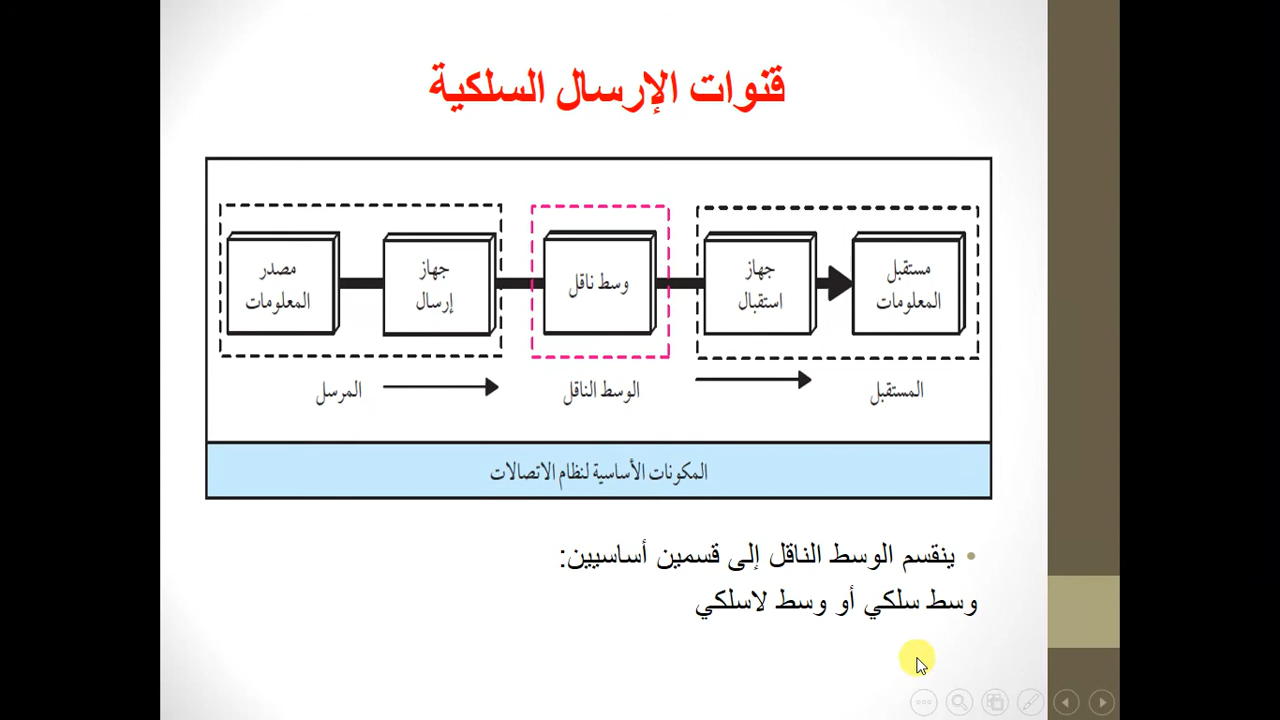 قنوات الإرسال السلكية
مصدر
المعلومات
جهاز
إرسال
وسط ناقل
جهاز
استقبال
مستقبل
المعلومات
المرسل
الوسط الناقل
المستقبل
المكونات الأساسية لنظام الاتصالات
• ينقسم الوسط الناقل إلى قسمين أساسيين:
وسط سلكي أو وسط لاسلكي